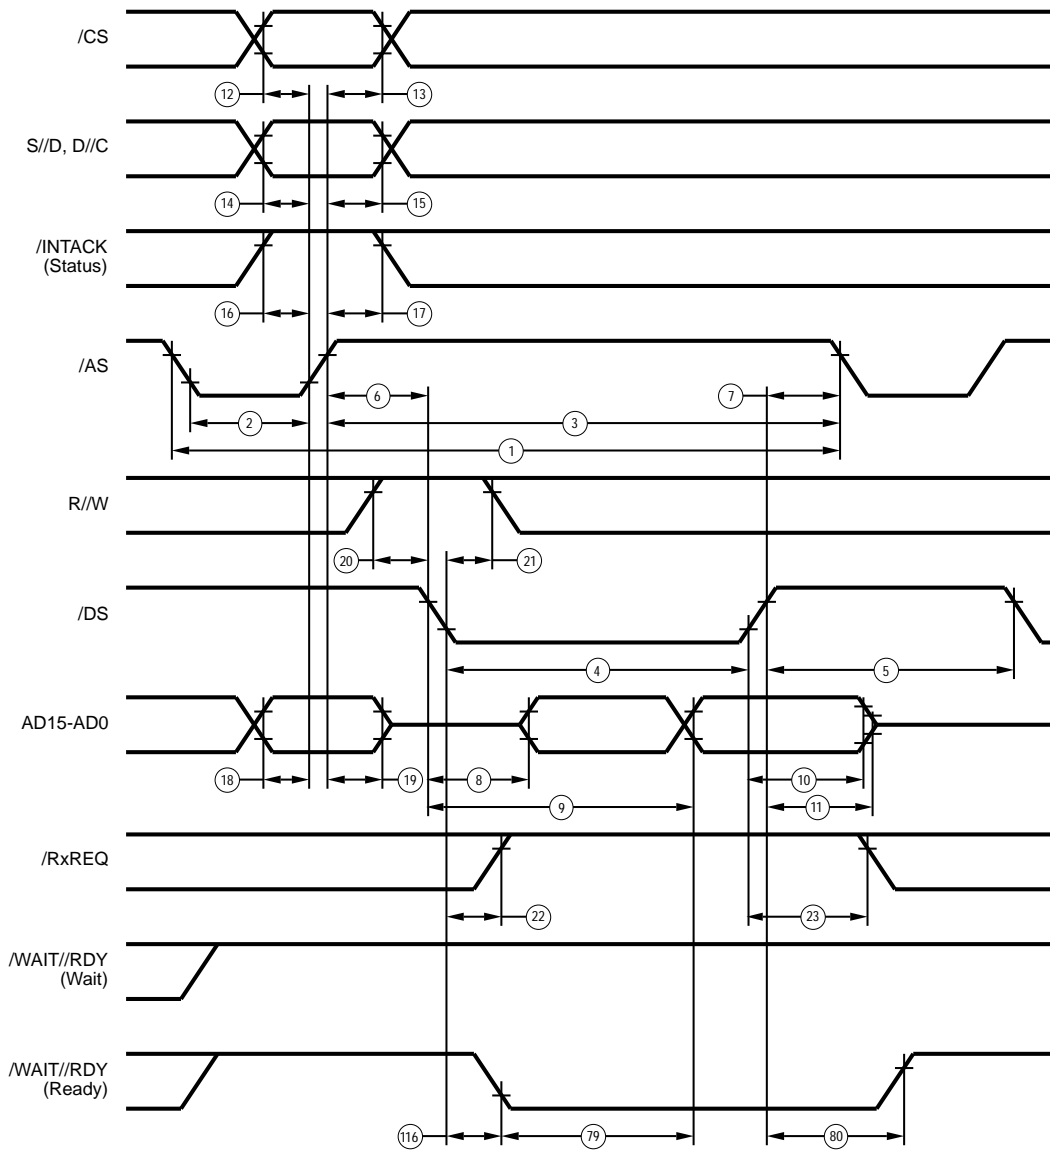 /CS
12
13
S//D, D//C
14
15
/INTACK
(Status)
16
17
/AS
6
7
2
3
1
R//W
20
21
/DS
4
5
AD15-AD0
18
19
8
10
9
11
/RxREQ
22
23
/WAIT//RDY
(Wait)
/WAIT//RDY
(Ready)
116
79
80